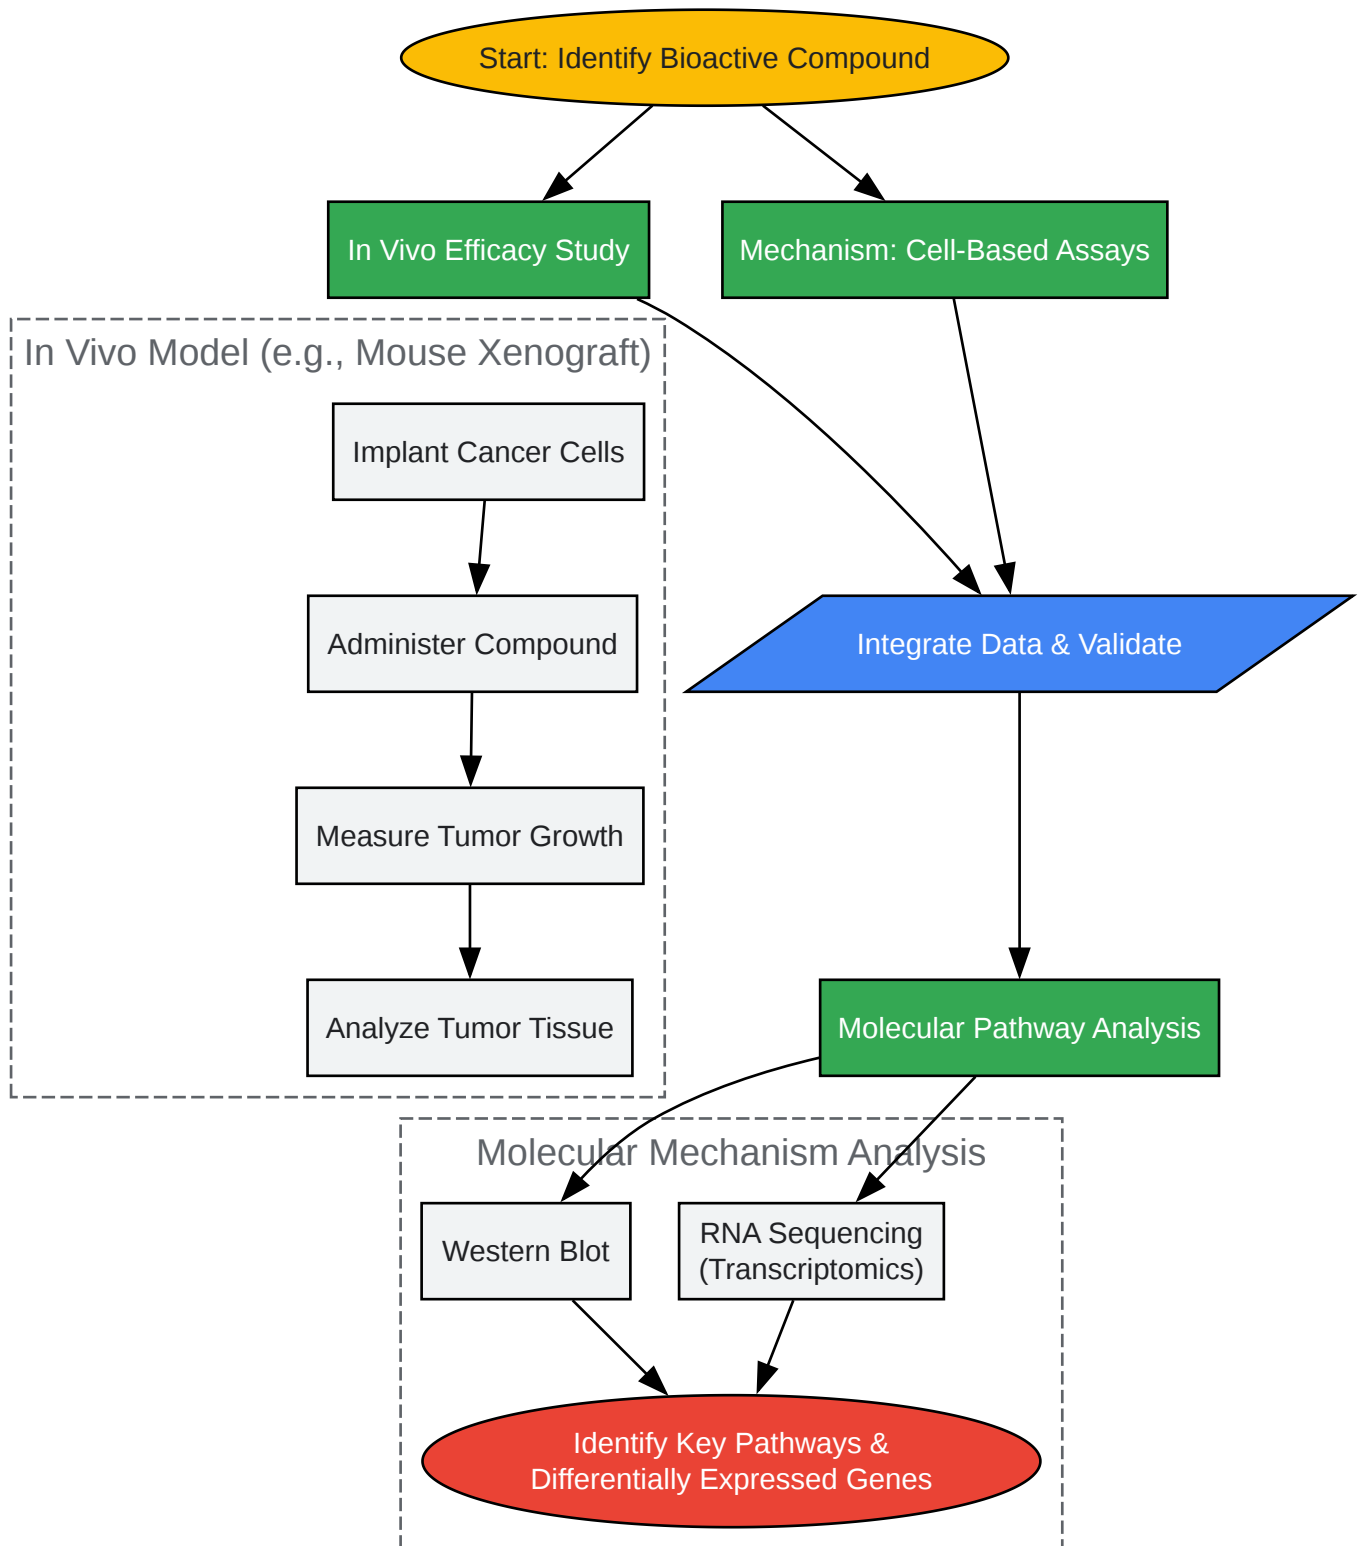 Start: Identify Bioactive Compound
In Vivo Efficacy Study
Mechanism: Cell-Based Assays
In Vivo Model (e.g., Mouse Xenograft)
Implant Cancer Cells
Administer Compound
Integrate Data & Validate
Measure Tumor Growth
Analyze Tumor Tissue
Molecular Pathway Analysis
Molecular Mechanism Analysis
Western Blot
RNA Sequencing
(Transcriptomics)
Identify Key Pathways &
Differentially Expressed Genes